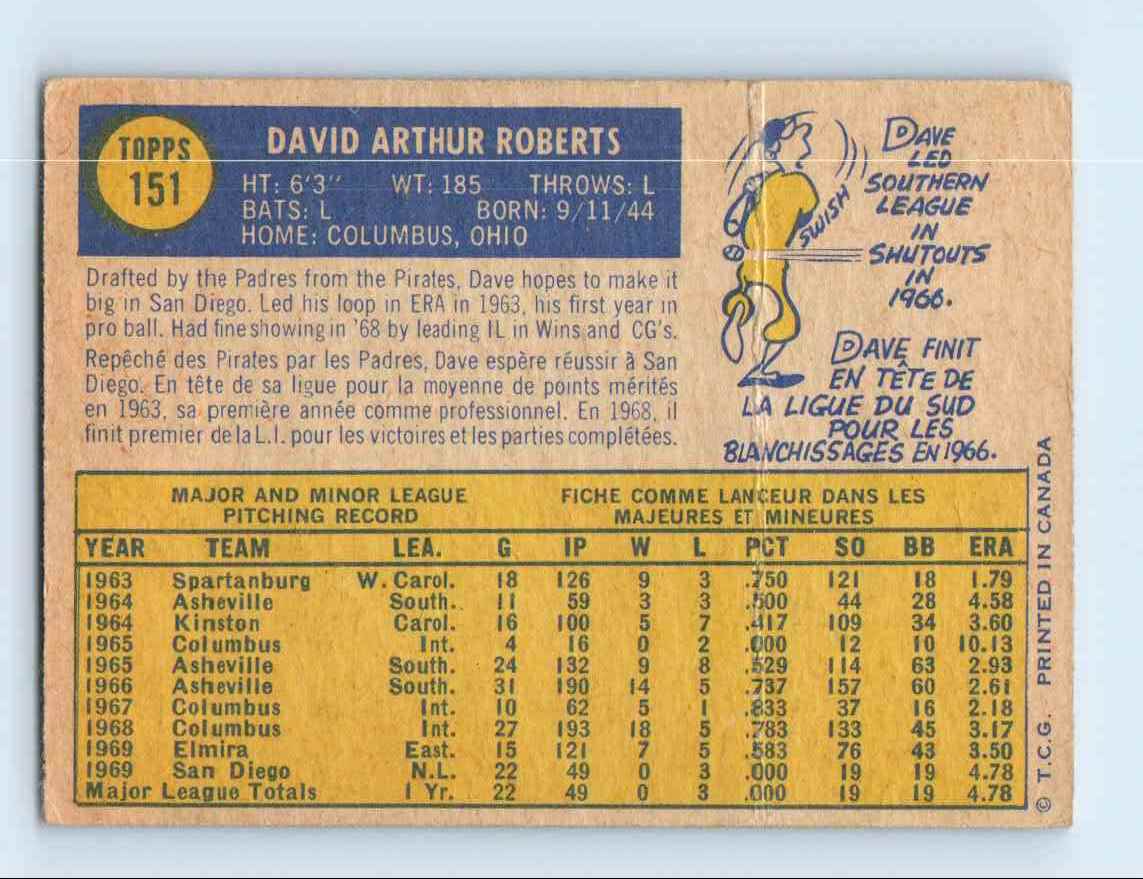 TOPPS
151
DAVID ARTHUR ROBERTS
HT: 6'3" WT: 185 THROWS: L
BATS: L BORN: 9/11/44
HOME: COLUMBUS, OHIO
Drafted by the Padres from the Pirates, Dave hopes to make it
big in San Diego. Led his loop in ERA in 1963, his first year in
pro ball. Had fine showing in '68 by leading IL in Wins and CG's.
Repêché des Pirates par les Padres, Dave espère réussir à San
Diego. En tête de sa ligue pour la moyenne de points mérités
en 1963, sa première année comme professionnel. En 1968, il
finit premier de la L.I. pour les victoires et les parties complétées.
SWISH
DAVE
LED
SOUTHERN
LEAGUE
IN
SHUTOUTS
IN
1966.
DAVE FINIT
EN TÊTE DE
LA LIGUE DU SUD
POUR LES
BLANCHISSAGES EN 1966.
MAJOR AND MINOR LEAGUE
PITCHING RECORD
FICHE COMME LANCEUR DANS LES
MAJEURES ET MINEURES
YEAR TEAM LEA. G IP W L PCT SO BB ERA
1963 Spartanburg W. Carol. 18 126 9 3 .750 121 18 1.79
1964 Asheville South. 11 59 3 3 .500 44 28 4.58
1964 Kinston Carol. 16 100 5 7 .417 109 34 3.60
1965 Columbus Int. 4 16 0 2 .000 12 10 10.13
1965 Asheville South. 24 132 9 8 .529 114 63 2.93
1966 Asheville South. 31 190 14 5 .737 157 60 2.61
1967 Columbus Int. 10 62 5 1 .833 37 16 2.18
1968 Columbus Int. 27 193 18 5 .783 133 45 3.17
1969 Elmira East. 15 121 7 5 .583 76 43 3.50
1969 San Diego N.L. 22 49 0 3 .000 19 19 4.78
Major League Totals 1 Yr. 22 49 0 3 .000 19 19 4.78
© T.C.G. PRINTED IN CANADA